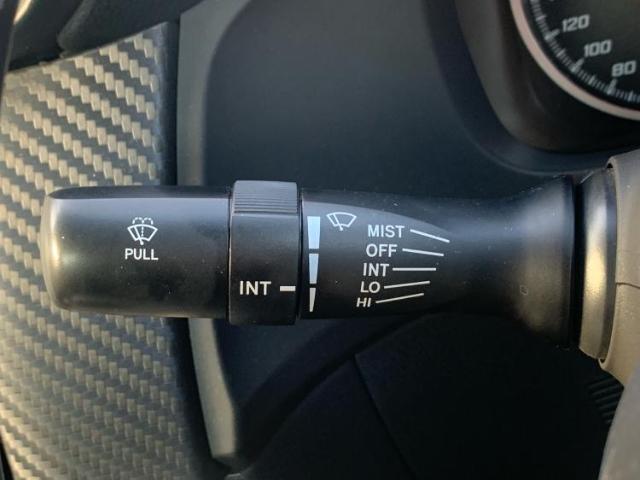 120
100
80
PULL
INT
MIST
OFF
INT
LO
HI